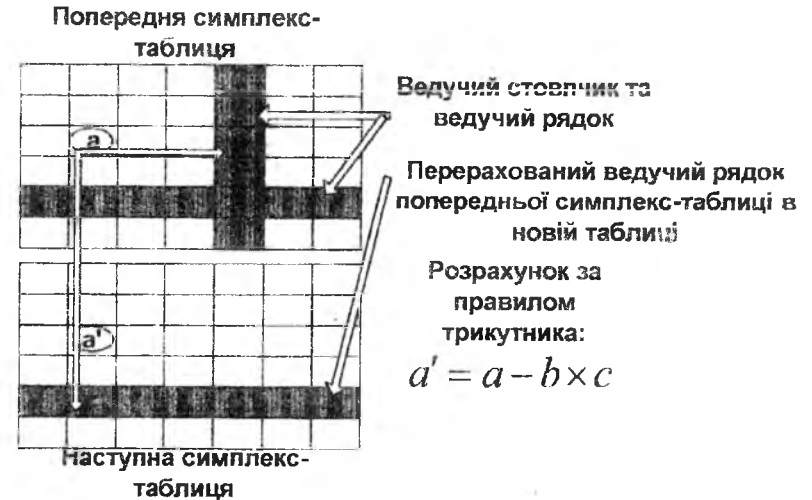 Попередня симплекс-
таблиця
Ведучий стовпчик та
ведучий рядок
a
Перерахований ведучий рядок
попередньої симплекс-таблиці в
новій таблиці
Розрахунок за
правилом
трикутника:
a'
a' = a - b × c
Наступна симплекс-
таблиця